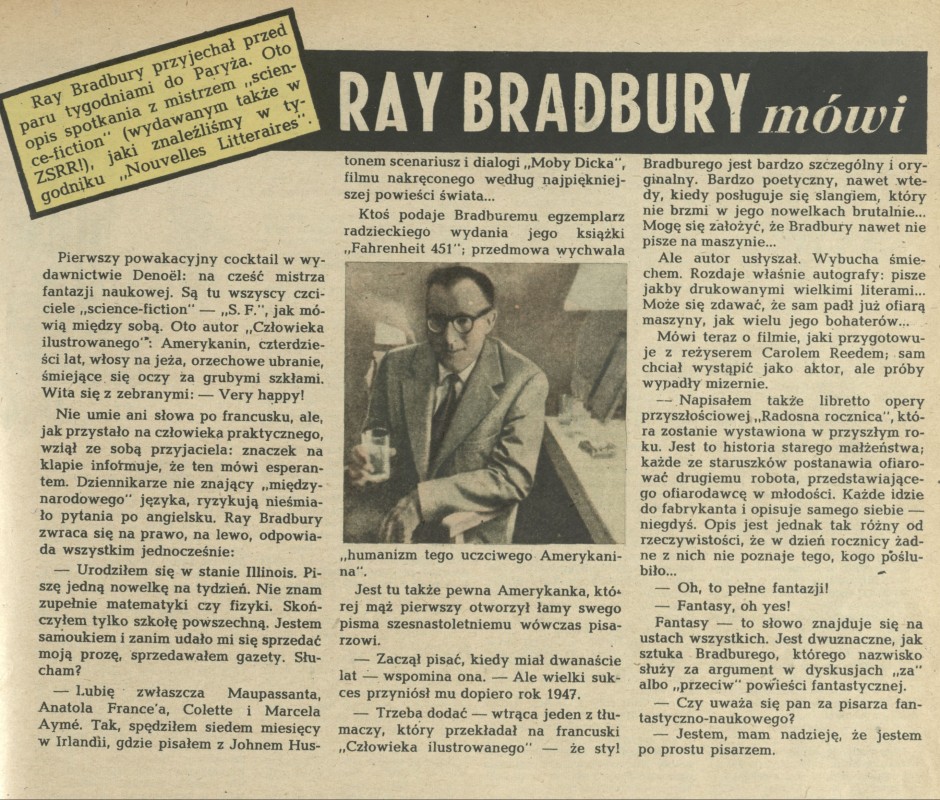 Ray Bradbury przyjechał przed
paru tygodniami do Paryża. Oto
opis spotkania z mistrzem „scien-
ce-fiction" (wydawanym także w
ZSRR!), jaki znaleźliśmy w ty-
godniku „Nouvelles Litteraires".
RAY BRADBURY mówi
Pierwszy powakacyjny cocktail w wy-
dawnictwie Denoël: na cześć mistrza
fantazji naukowej. Są tu wszyscy czci-
ciele „science-fiction" — „S. F.", jak mó-
wią między sobą. Oto autor „Człowieka
ilustrowanego": Amerykanin, czterdzie-
ści lat, włosy na jeża, orzechowe ubranie,
śmiejące się oczy za grubymi szkłami.
Wita się z zebranymi: — Very happy!
Nie umie ani słowa po francusku, ale,
jak przystało na człowieka praktycznego,
wziął ze sobą przyjaciela: znaczek na
klapie informuje, że ten mówi esperan-
tem. Dziennikarze nie znający „między-
narodowego" języka, ryzykują nieśmia-
ło pytania po angielsku. Ray Bradbury
zwraca się na prawo, na lewo, odpowia-
da wszystkim jednocześnie:
— Urodziłem się w stanie Illinois. Pi-
szę jedną nowelkę na tydzień. Nie znam
zupełnie matematyki czy fizyki. Skoń-
czyłem tylko szkołę powszechną. Jestem
samoukiem i zanim udało mi się sprzedać
moją prozę, sprzedawałem gazety. Słu-
cham?
— Lubię zwłaszcza Maupassanta,
Anatola France'a, Colette i Marcela
Aymé. Tak, spędziłem siedem miesięcy
w Irlandii, gdzie pisałem z Johnem Hus-
tonem scenariusz i dialogi „Moby Dicka",
filmu nakręconego według najpiękniej-
szej powieści świata...
Ktoś podaje Bradburemu egzemplarz
radzieckiego wydania jego książki
„Fahrenheit 451"; przedmowa wychwala
„humanizm tego uczciwego Amerykani-
na".
Jest tu także pewna Amerykanka, któ-
rej mąż pierwszy otworzył łamy swego
pisma szesnastoletniemu wówczas pisa-
rzowi.
— Zaczął pisać, kiedy miał dwanaście
lat — wspomina ona. — Ale wielki suk-
ces przyniósł mu dopiero rok 1947.
— Trzeba dodać — wtrąca jeden z tłu-
maczy, który przekładał na francuski
„Człowieka ilustrowanego" — że styl
Bradburego jest bardzo szczególny i ory-
ginalny. Bardzo poetyczny, nawet wte-
dy, kiedy posługuje się slangiem, który
nie brzmi w jego nowelkach brutalnie...
Mogę się założyć, że Bradbury nawet nie
pisze na maszynie...
Ale autor usłyszał. Wybucha śmie-
chem. Rozdaje właśnie autografy: pisze
jakby drukowanymi wielkimi literami...
Może się zdawać, że sam padł już ofiarą
maszyny, jak wielu jego bohaterów...
Mówi teraz o filmie, jaki przygotowu-
je z reżyserem Carolem Reedem; sam
chciał wystąpić jako aktor, ale próby
wypadły mizernie.
— Napisałem także libretto opery
przyszłościowej „Radosna rocznica", któ-
ra zostanie wystawiona w przyszłym ro-
ku. Jest to historia starego małżeństwa;
każde ze staruszków postanawia ofiaro-
wać drugiemu robota, przedstawiające-
go ofiarodawcę w młodości. Każde idzie
do fabrykanta i opisuje samego siebie —
niegdyś. Opis jest jednak tak różny od
rzeczywistości, że w dzień rocznicy żad-
ne z nich nie poznaje tego, kogo poślu-
biło...
— Oh, to pełne fantazji!
— Fantasy, oh yes!
Fantasy — to słowo znajduje się na
ustach wszystkich. Jest dwuznaczne, jak
sztuka Bradburego, którego nazwisko
służy za argument w dyskusjach „za"
albo „przeciw" powieści fantastycznej.
— Czy uważa się pan za pisarza fan-
tastyczno-naukowego?
— Jestem, mam nadzieję, że jestem
po prostu pisarzem.